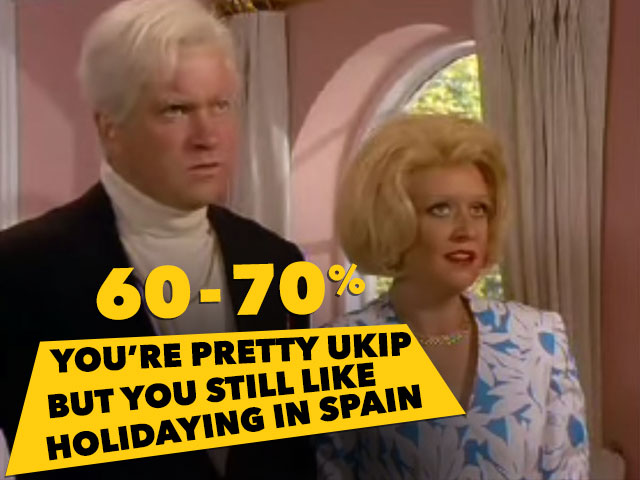 60-70%
YOU'RE PRETTY UKIP
BUT YOU STILL LIKE
HOLIDAYING IN SPAIN